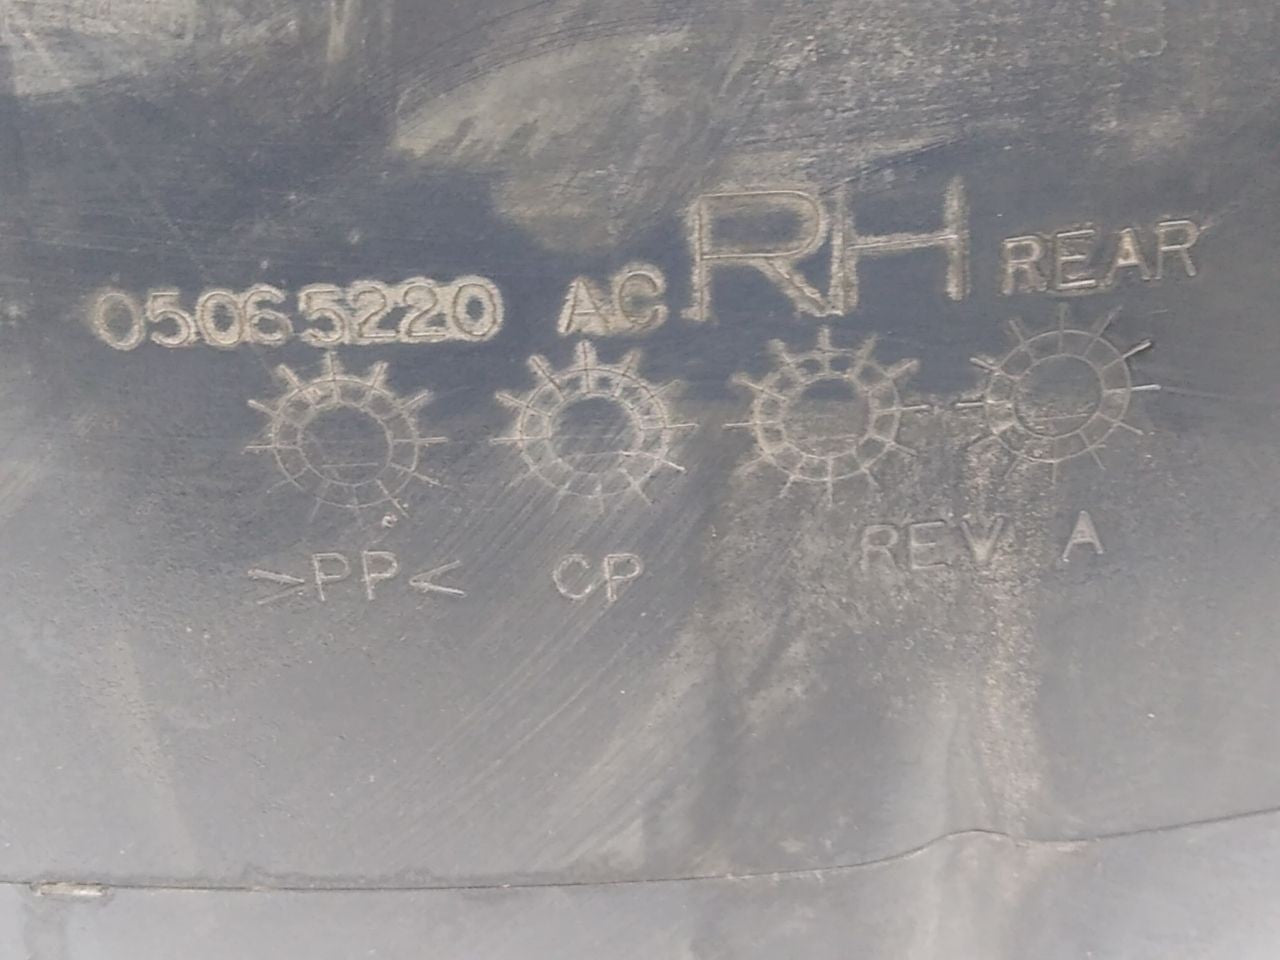 05065220 AC RH REAR
>PP< CP REV A